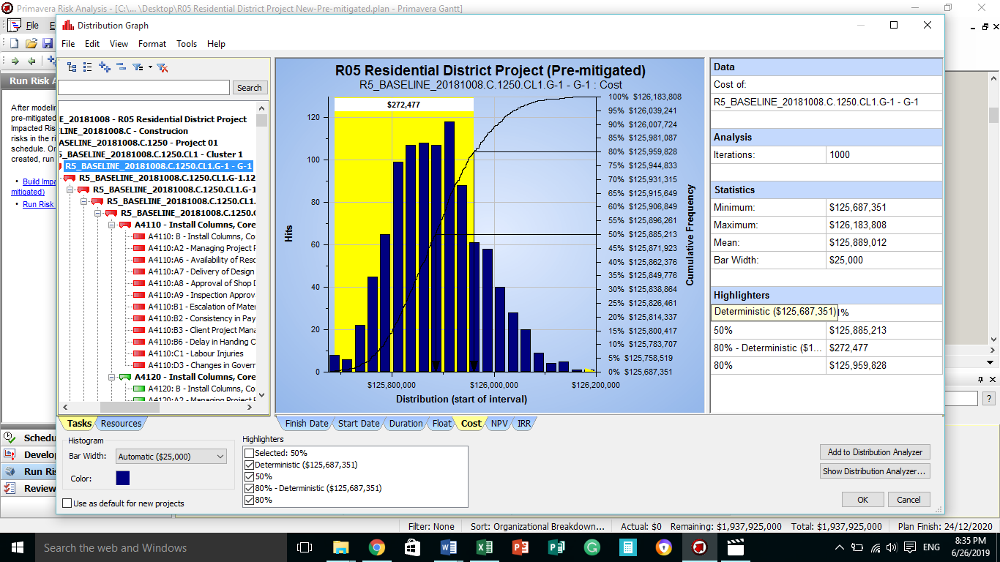 Primavera Risk Analysis - [C:\... \Desktop\R05 Residential District Project New-Pre-mitigated.plan - Primavera Gantt]
File
Distribution Graph
File Edit View Format Tools Help
Search
Run Risk A
After modelin
pre-mitigated
Impacted Ris
risks in the ri
schedule. On
created, run
• Build Impa
mitigated)
• Run Risk
E_20181008 - R05 Residential District Project
LINE_20181008.C - Construcion
ASELINE_20181008.C.1250 - Project 01
5_BASELINE_20181008.C.1250.CL1 - Cluster 1
R5_BASELINE_20181008.C.1250.CL1.G-1 - G-1
R5_BASELINE_20181008.C.1250.CL1.G-1.12
R5_BASELINE_20181008.C.1250.CL1.G-1
R5_BASELINE_20181008.C.1250.CL1.
R5_BASELINE_20181008.C.1250.C
A4110 - Install Columns, Core
A4110: B - Install Columns, Co
A4110:A2 - Managing Project P
A4110:A6 - Availability of Reso
A4110:A7 - Delivery of Design
A4110:A8 - Approval of Shop D
A4110:A9 - Inspection Approva
A4110:B1 - Escalation of Mater
A4110:B2 - Consistency in Pay
A4110:B3 - Client Project Mana
A4110:B6 - Delay in Handing O
A4110:C1 - Labour Injuries
A4110:D3 - Changes in Govern
A4120 - Install Columns, Core
A4120: B - Install Columns, Co
A4120:A2 - Managing Project P
Tasks Resources
R05 Residential District Project (Pre-mitigated)
R5_BASELINE_20181008.C.1250.CL1.G-1 - G-1 : Cost
$272,477
120
100
80
60
40
20
0
Hits
100% $126,183,808
95% $126,039,241
90% $126,007,724
85% $125,981,087
80% $125,959,828
75% $125,944,833
70% $125,931,315
65% $125,915,649
60% $125,906,849
55% $125,896,261
50% $125,885,213
45% $125,871,923
40% $125,862,376
35% $125,849,776
30% $125,838,864
25% $125,826,461
20% $125,814,337
15% $125,800,417
10% $125,783,707
5% $125,758,519
0% $125,687,351
Cumulative Frequency
$125,800,000 $126,000,000 $126,200,000
Distribution (start of interval)
Finish Date Start Date Duration Float Cost NPV IRR
Data
Cost of:
R5_BASELINE_20181008.C.1250.CL1.G-1 - G-1
Analysis
Iterations: 1000
Statistics
Minimum: $125,687,351
Maximum: $126,183,808
Mean: $125,889,012
Bar Width: $25,000
Highlighters
Deterministic ($125,687,351) %
50% $125,885,213
80% - Deterministic ($1... $272,477
80% $125,959,828
Histogram
Bar Width: Automatic ($25,000)
Color:
Use as default for new projects
Highlighters
Selected: 50%
Deterministic ($125,687,351)
50%
80% - Deterministic ($125,687,351)
80%
Add to Distribution Analyzer
Show Distribution Analyzer...
OK Cancel
?
Schedu
Develo
Run Ris
Review
Filter: None Sort: Organizational Breakdown... Actual: $0 Remaining: $1,937,925,000 Total: $1,937,925,000 Plan Finish: 24/12/2020
Search the web and Windows
ENG
8:35 PM
6/26/2019